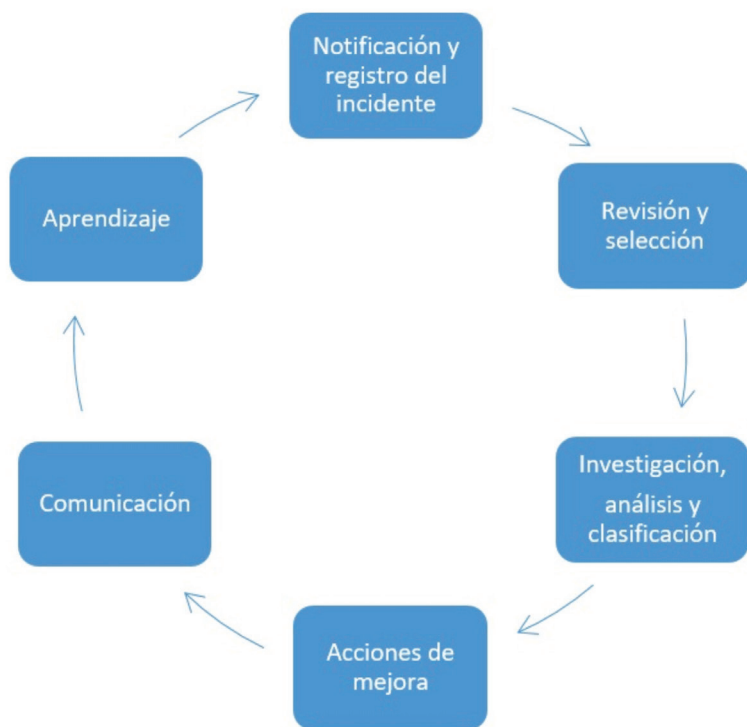 Notificación y
registro del
incidente
Revisión y
selección
Investigación,
análisis y
clasificación
Acciones de
mejora
Comunicación
Aprendizaje